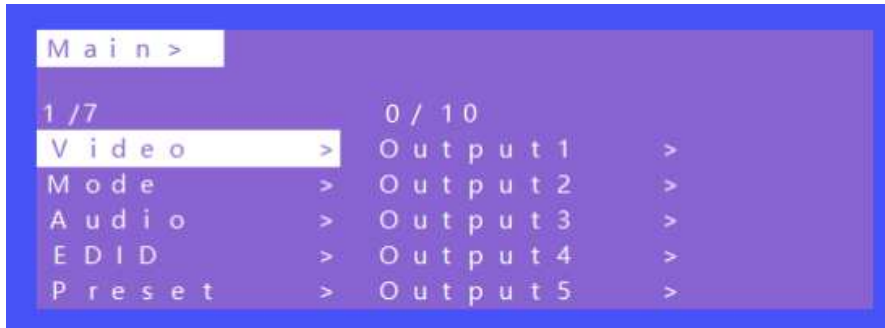 Main>
1/7 0/10
Video > Output1 >
Mode > Output2 >
Audio > Output3 >
EDID > Output4 >
Preset > Output5 >